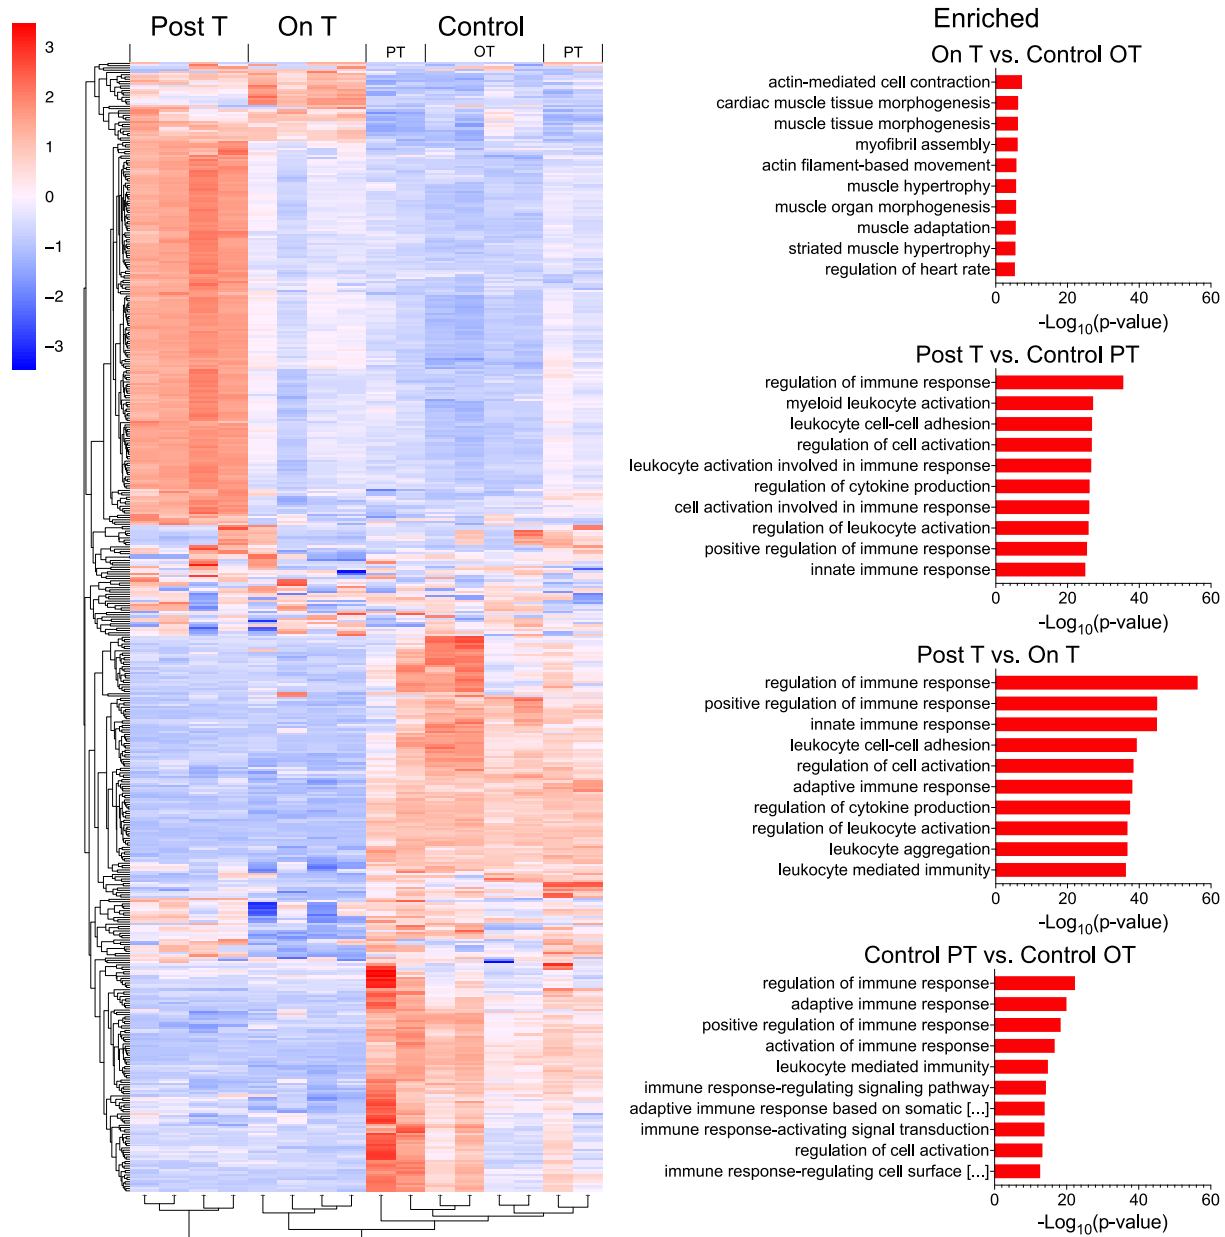 Post T
On T
Control
PT
OT
PT
3
2
1
0
−1
−2
−3
Enriched
On T vs. Control OT
actin-mediated cell contraction
cardiac muscle tissue morphogenesis
muscle tissue morphogenesis
myofibril assembly
actin filament-based movement
muscle hypertrophy
muscle organ morphogenesis
muscle adaptation
striated muscle hypertrophy
regulation of heart rate
0 20 40 60
-Log10(p-value)
Post T vs. Control PT
regulation of immune response
myeloid leukocyte activation
leukocyte cell-cell adhesion
regulation of cell activation
leukocyte activation involved in immune response
regulation of cytokine production
cell activation involved in immune response
regulation of leukocyte activation
positive regulation of immune response
innate immune response
0 20 40 60
-Log10(p-value)
Post T vs. On T
regulation of immune response
positive regulation of immune response
innate immune response
leukocyte cell-cell adhesion
regulation of cell activation
adaptive immune response
regulation of cytokine production
regulation of leukocyte activation
leukocyte aggregation
leukocyte mediated immunity
0 20 40 60
-Log10(p-value)
Control PT vs. Control OT
regulation of immune response
adaptive immune response
positive regulation of immune response
activation of immune response
leukocyte mediated immunity
immune response-regulating signaling pathway
adaptive immune response based on somatic [...]
immune response-activating signal transduction
regulation of cell activation
immune response-regulating cell surface [...]
0 20 40 60
-Log10(p-value)